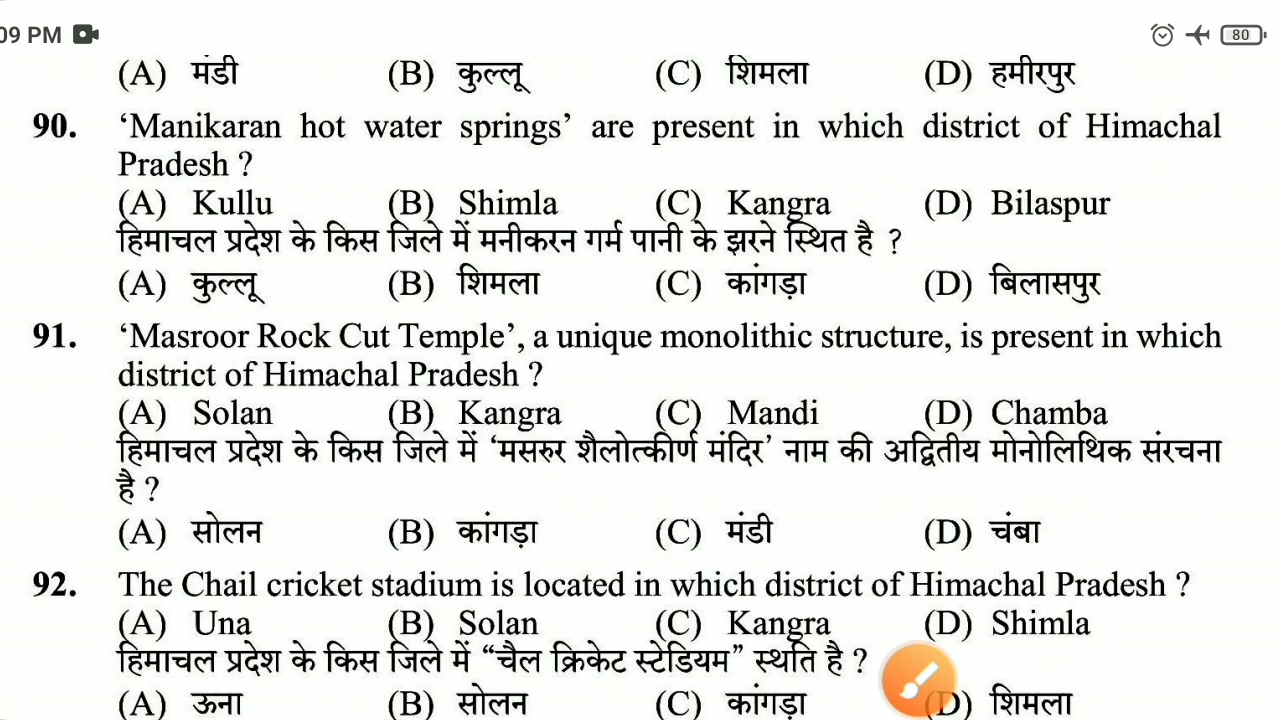 09 PM 80
(A) मंडी (B) कुल्लू (C) शिमला (D) हमीरपुर
90. ‘Manikaran hot water springs’ are present in which district of Himachal
Pradesh ?
(A) Kullu (B) Shimla (C) Kangra (D) Bilaspur
हिमाचल प्रदेश के किस जिले में मनीकरन गर्म पानी के झरने स्थित है ?
(A) कुल्लू (B) शिमला (C) कांगड़ा (D) बिलासपुर
91. ‘Masroor Rock Cut Temple’, a unique monolithic structure, is present in which
district of Himachal Pradesh ?
(A) Solan (B) Kangra (C) Mandi (D) Chamba
हिमाचल प्रदेश के किस जिले में ‘मसरुर शैलोत्कीर्ण मंदिर’ नाम की अद्वितीय मोनोलिथिक संरचना
है ?
(A) सोलन (B) कांगड़ा (C) मंडी (D) चंबा
92. The Chail cricket stadium is located in which district of Himachal Pradesh ?
(A) Una (B) Solan (C) Kangra (D) Shimla
हिमाचल प्रदेश के किस जिले में “चैल क्रिकेट स्टेडियम” स्थति है ?
(A) ऊना (B) सोलन (C) कांगड़ा (D) शिमला